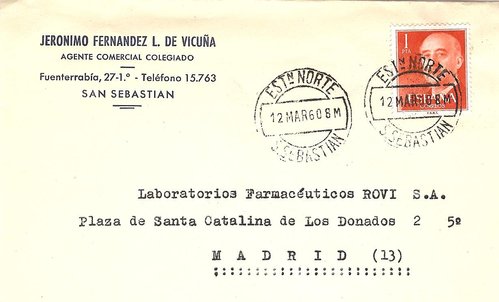 JERONIMO FERNANDEZ L. DE VICUÑA
AGENTE COMERCIAL COLEGIADO
Fuenterrabía, 27-1.º - Teléfono 15.763
SAN SEBASTIAN
1
ESTN NORTE
12 MAR 60 8 M
S. SEBASTIAN
ESTN NORTE
12 MAR 60 8 M
S. SEBASTIAN
CORREOS
Laboratorios Farmacéuticos ROVI S.A.
Plaza de Santa Catalina de Los Donados 2 5º
M A D R I D (13)